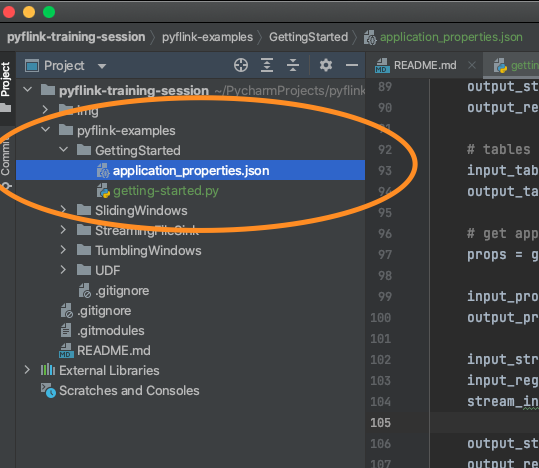 pyflink-training-session pyflink-examples GettingStarted application_properties.json
Project
README.md
pyflink-training-session ~/PycharmProjects/pyflink
img
pyflink-examples
GettingStarted
application_properties.json
getting-started.py
SlidingWindows
StreamingFileSink
TumblingWindows
UDF
.gitignore
.gitignore
.gitmodules
README.md
External Libraries
Scratches and Consoles
Project
Commit
getting
89 output_st
90 output_re
91
92 # tables
93 input_tab
94 output_ta
95
96 # get app
97 props = g
98
99 input_pro
100 output_pr
101
102 input_str
103 input_reg
104 stream_in
105
106 output_st
107 output_re